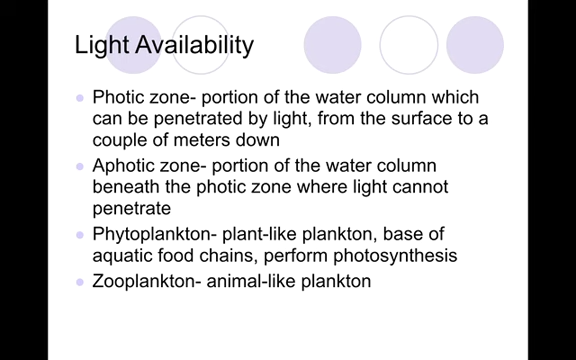 Light Availability
Photic zone- portion of the water column which
can be penetrated by light, from the surface to a
couple of meters down
Aphotic zone- portion of the water column
beneath the photic zone where light cannot
penetrate
Phytoplankton- plant-like plankton, base of
aquatic food chains, perform photosynthesis
Zooplankton- animal-like plankton